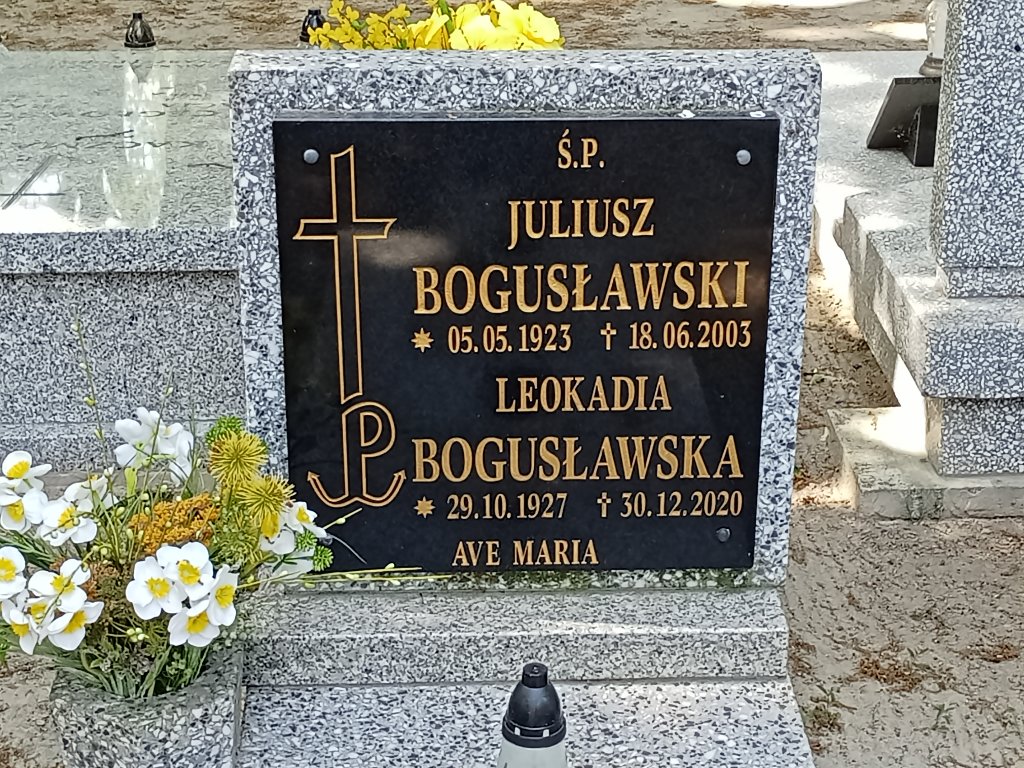 Ś.P.
JULIUSZ
BOGUSŁAWSKI
05.05.1923 18.06.2003
LEOKADIA
BOGUSŁAWSKA
29.10.1927 30.12.2020
AVE MARIA